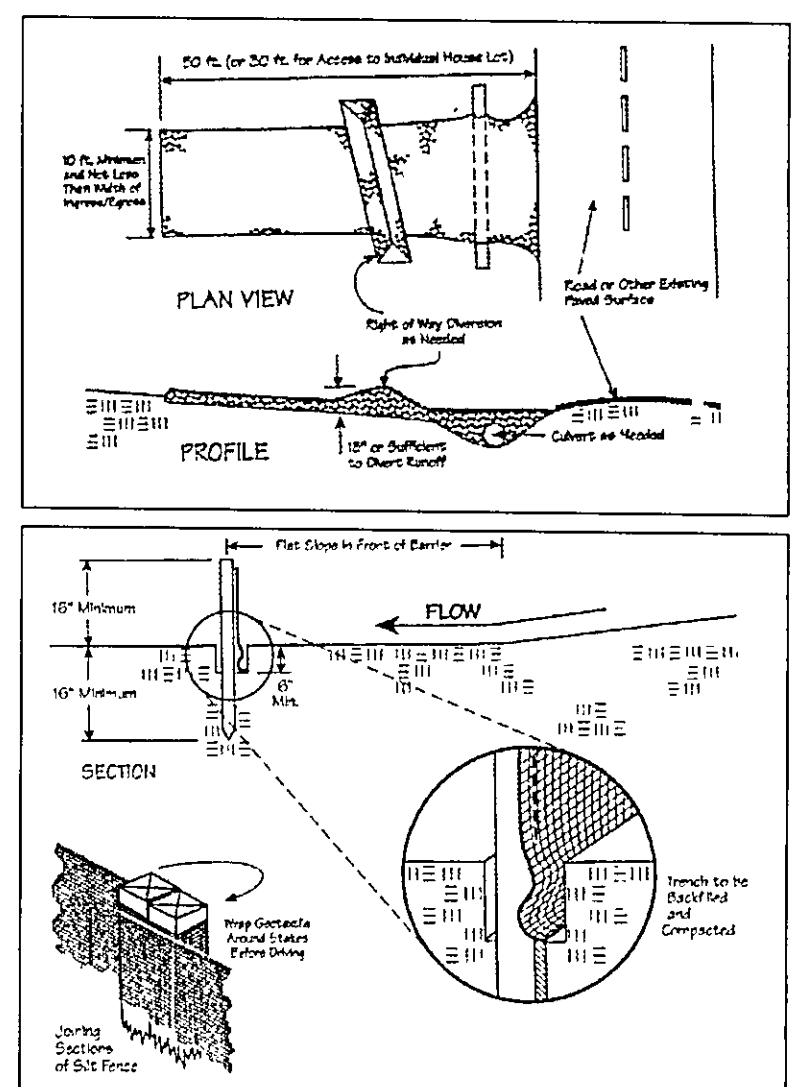 50 ft. (or 30 ft. for Access to Individual House Lot)
10 ft. Minimum
and Not Less
Than Width of
Ingress/Egress
PLAN VIEW
Road or Other Existing
Paved Surface
Right of Way Diversion
as Needed
Culvert as Needed
PROFILE
18" or Sufficient
to Divert Runoff
Flat Slope in Front of Barrier
FLOW
Minimum
16" Minimum
6"
Min.
SECTION
Trench to be
Backfilled
and
Compacted
Wrap Geotextile
Around Stakes
Before Driving
Joining
Sections
of Silt Fence